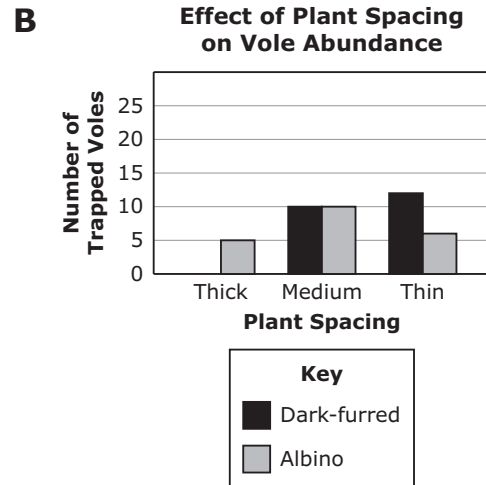 B
Effect of Plant Spacing
on Vole Abundance
Number of
Trapped Voles
25
20
15
10
5
0
Thick Medium Thin
Plant Spacing
Key
Dark-furred
Albino